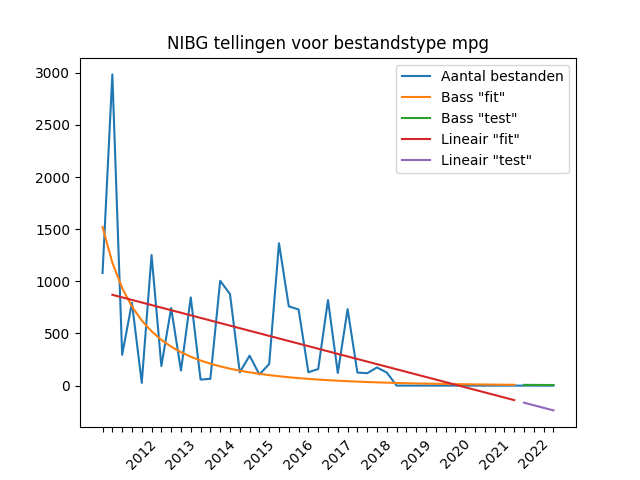 NIBG tellingen voor bestandstype mpg
3000
2500
2000
1500
1000
500
0
Aantal bestanden
Bass "fit"
Bass "test"
Lineair "fit"
Lineair "test"
2012 2013 2014 2015 2016 2017 2018 2019 2020 2021 2022